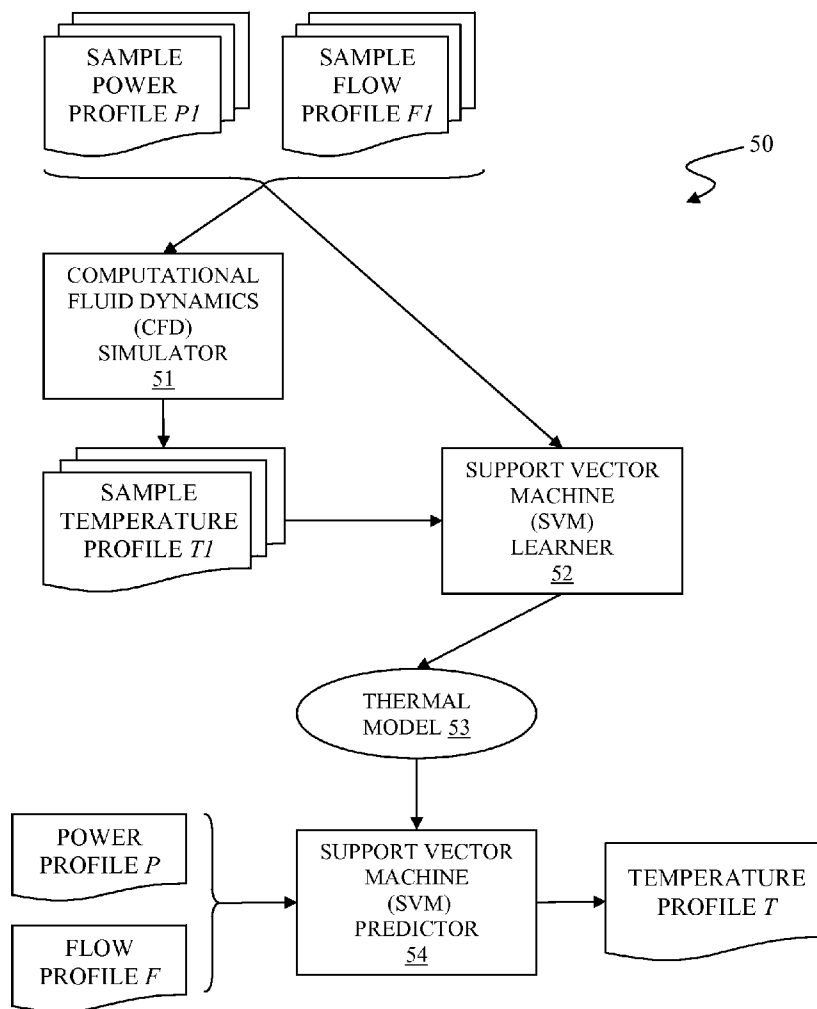 SAMPLE
POWER
PROFILE P1
SAMPLE
FLOW
PROFILE F1
50
COMPUTATIONAL
FLUID DYNAMICS
(CFD)
SIMULATOR
51
SAMPLE
TEMPERATURE
PROFILE T1
SUPPORT VECTOR
MACHINE
(SVM)
LEARNER
52
THERMAL
MODEL 53
POWER
PROFILE P
FLOW
PROFILE F
SUPPORT VECTOR
MACHINE
(SVM)
PREDICTOR
54
TEMPERATURE
PROFILE T